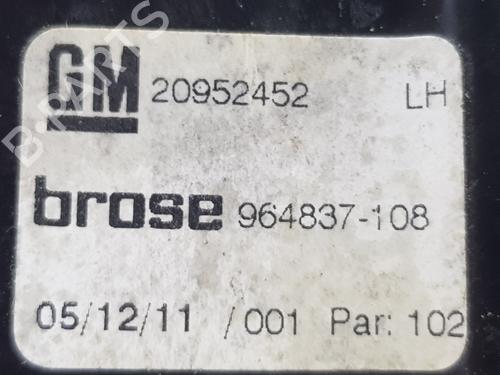 GM 20952452 LH
brose 964837-108
05/12/11 /001 Par: 102
B-PARTS